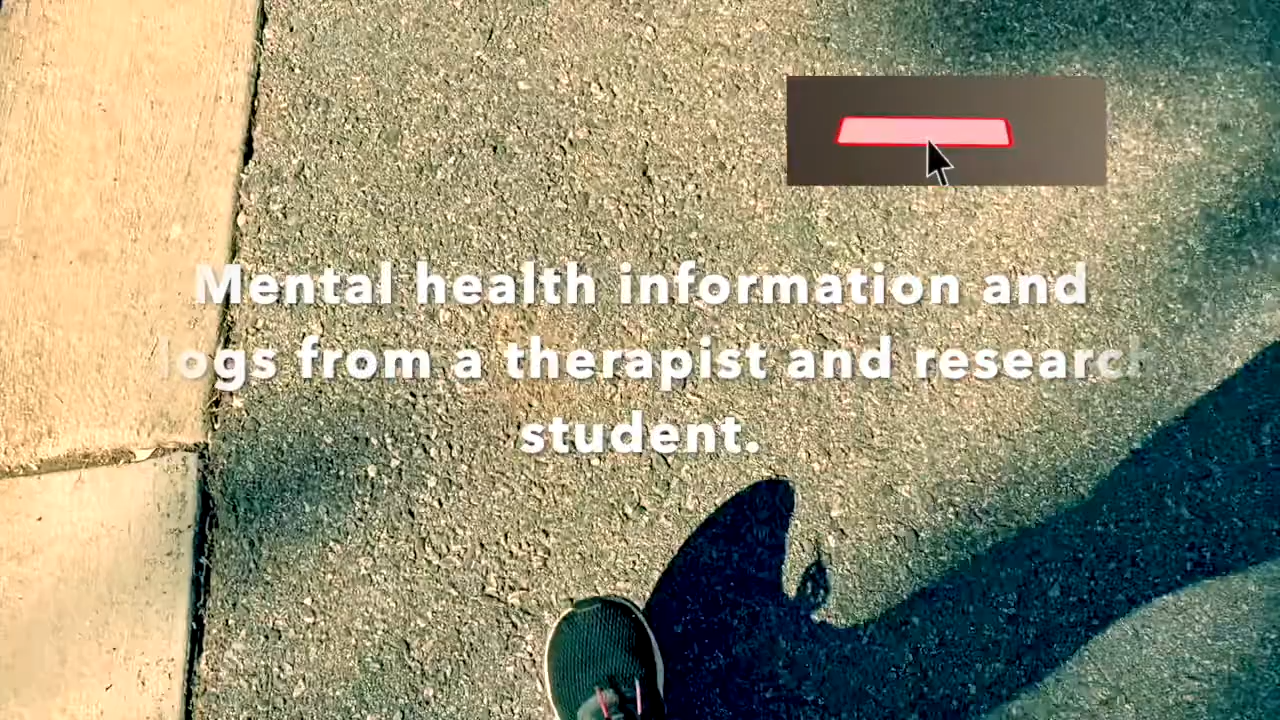 Mental health information and
logs from a therapist and research
student.